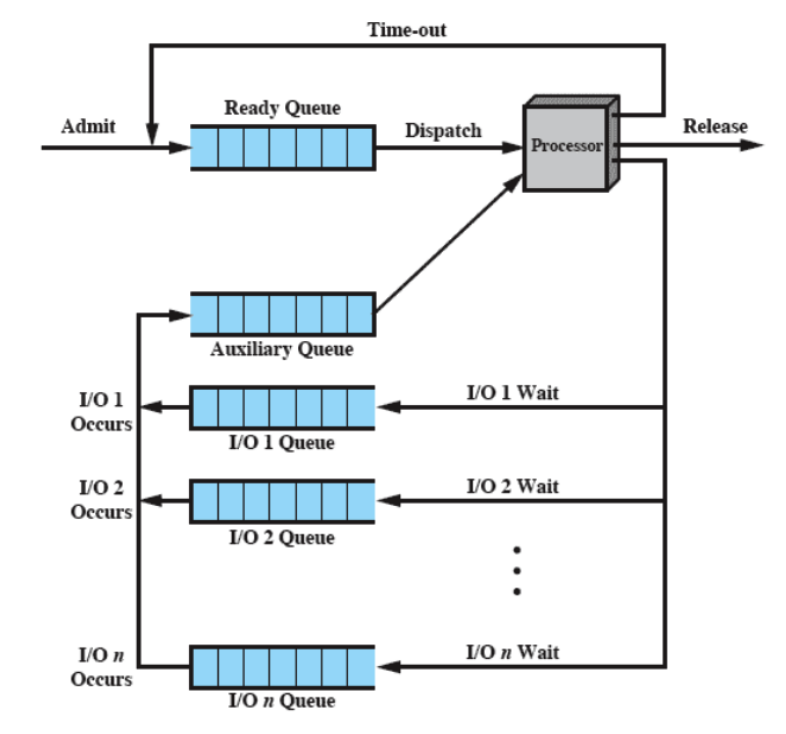 Time-out
Admit
Ready Queue
Dispatch
Processor
Release
Auxiliary Queue
I/O 1
Occurs
I/O 1 Wait
I/O 1 Queue
I/O 2
Occurs
I/O 2 Wait
I/O 2 Queue
I/O n
Occurs
I/O n Wait
I/O n Queue